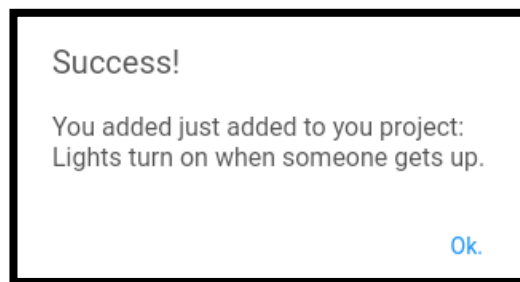 Success!
You added just added to you project:
Lights turn on when someone gets up.
Ok.